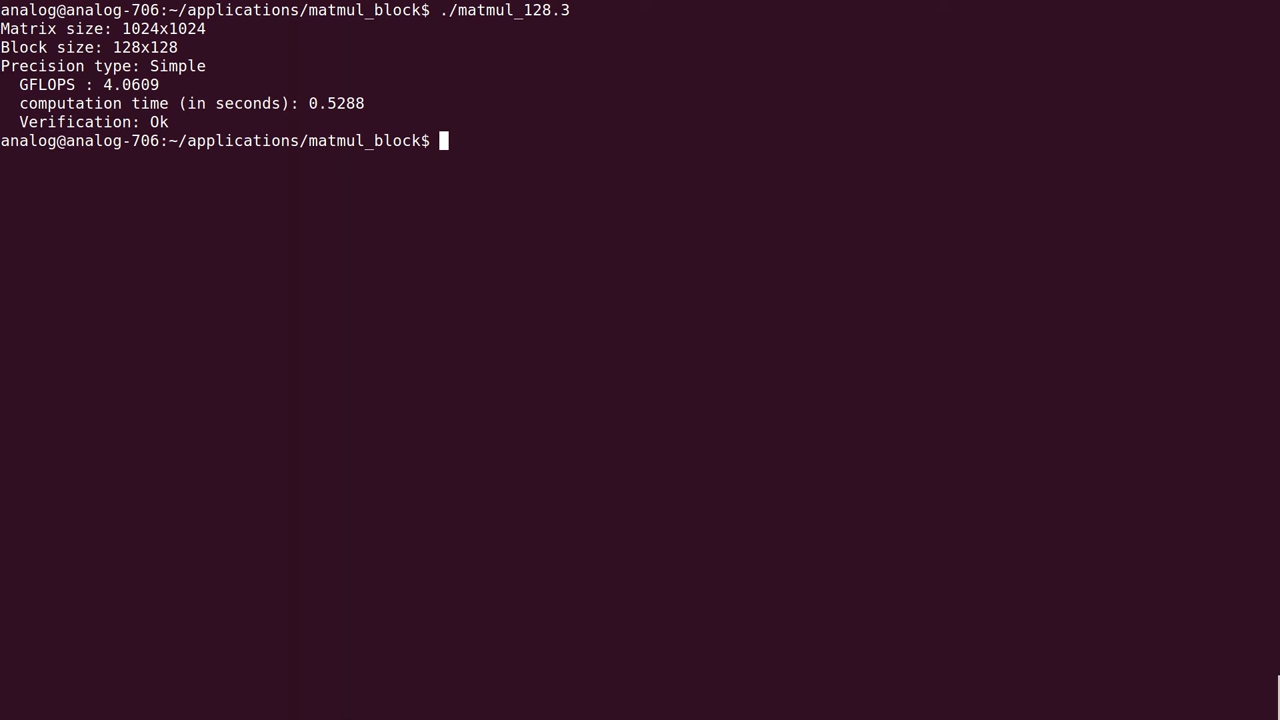 analog@analog-706:~/applications/matmul_block$ ./matmul_128.3
Matrix size: 1024x1024
Block size: 128x128
Precision type: Simple
  GFLOPS : 4.0609
  computation time (in seconds): 0.5288
  Verification: Ok
analog@analog-706:~/applications/matmul_block$